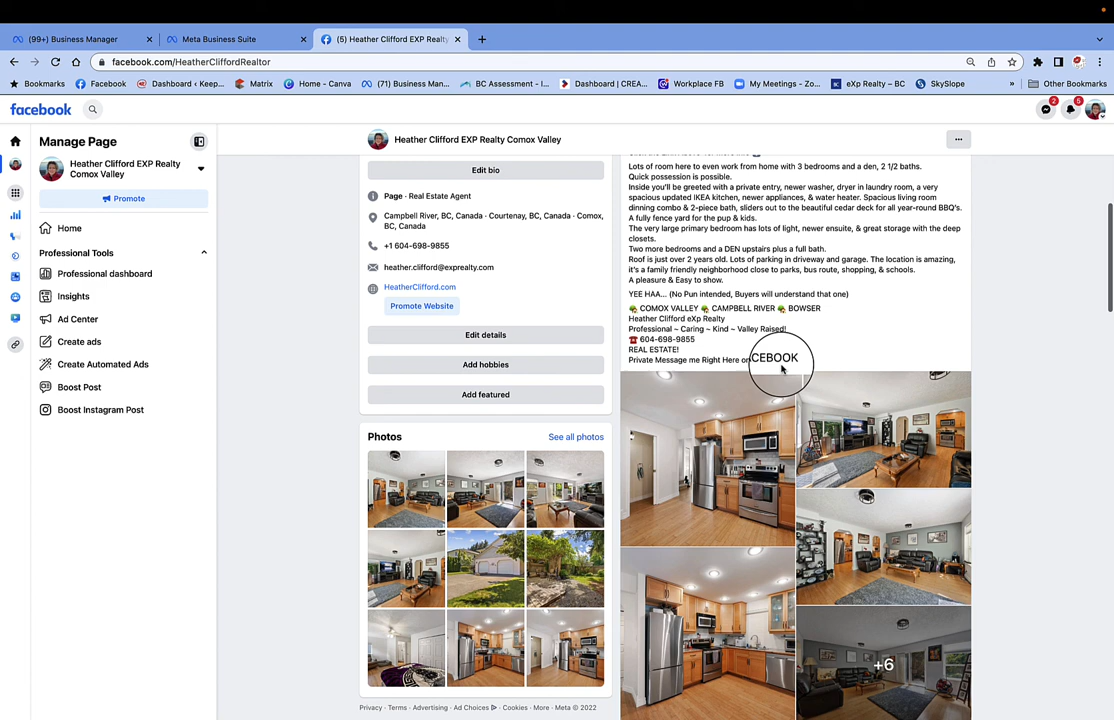 (99+) Business Manager
Meta Business Suite
(5) Heather Clifford EXP Realty
facebook.com/HeatherCliffordRealtor
Bookmarks
Facebook
Dashboard ‹ Keep...
Matrix
Home - Canva
(71) Business Man...
BC Assessment - I...
Dashboard | CREA...
Workplace FB
My Meetings - Zo...
eXp Realty – BC
SkySlope
»
Other Bookmarks
facebook
2
5
Manage Page
Heather Clifford EXP Realty
Comox Valley
Promote
Home
Professional Tools
Professional dashboard
Insights
Ad Center
Create ads
Create Automated Ads
Boost Post
Boost Instagram Post
Heather Clifford EXP Realty Comox Valley
Edit bio
Page · Real Estate Agent
Campbell River, BC, Canada · Courtenay, BC, Canada · Comox,
BC, Canada
+1 604-698-9855
heather.clifford@exprealty.com
HeatherClifford.com
Promote Website
Edit details
Add hobbies
Add featured
Photos
See all photos
Privacy · Terms · Advertising · Ad Choices · Cookies · More · Meta © 2022
Lots of room here to even work from home with 3 bedrooms and a den, 2 1/2 baths.
Quick possession is possible.
Inside you'll be greeted with a private entry, newer washer, dryer in laundry room, a very
spacious updated IKEA kitchen, newer appliances, & water heater. Spacious living room
dinning combo & 2-piece bath, sliders out to the beautiful cedar deck for all year-round BBQ's.
A fully fence yard for the pup & kids.
The very large primary bedroom has lots of light, newer ensuite, & great storage with the deep
closets.
Two more bedrooms and a DEN upstairs plus a full bath.
Roof is just over 2 years old. Lots of parking in driveway and garage. The location is amazing,
it's a family friendly neighborhood close to parks, bus route, shopping, & schools.
A pleasure & Easy to show.
YEE HAA... (No Pun intended, Buyers will understand that one)
COMOX VALLEY CAMPBELL RIVER BOWSER
Heather Clifford eXp Realty
Professional ~ Caring ~ Kind ~ Valley Raised!
604-698-9855
REAL ESTATE!
Private Message me Right Here on CEBOOK
+6